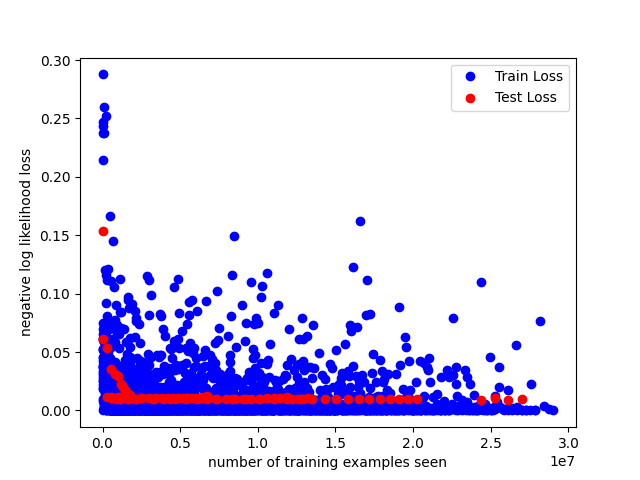 0.30
0.25
0.20
0.15
0.10
0.05
0.00
negative log likelihood loss
Train Loss
Test Loss
0.0 0.5 1.0 1.5 2.0 2.5 3.0
1e7
number of training examples seen